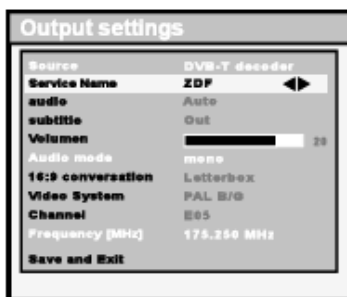 Output settings
Source DVB-T decoder
Service Name ZDF
audio Auto
subtitle Out
Volumen 20
Audio mode mono
16:9 conversation Letterbox
Video System PAL B/G
Channel E05
Frequency [MHz] 175.250 MHz
Save and Exit